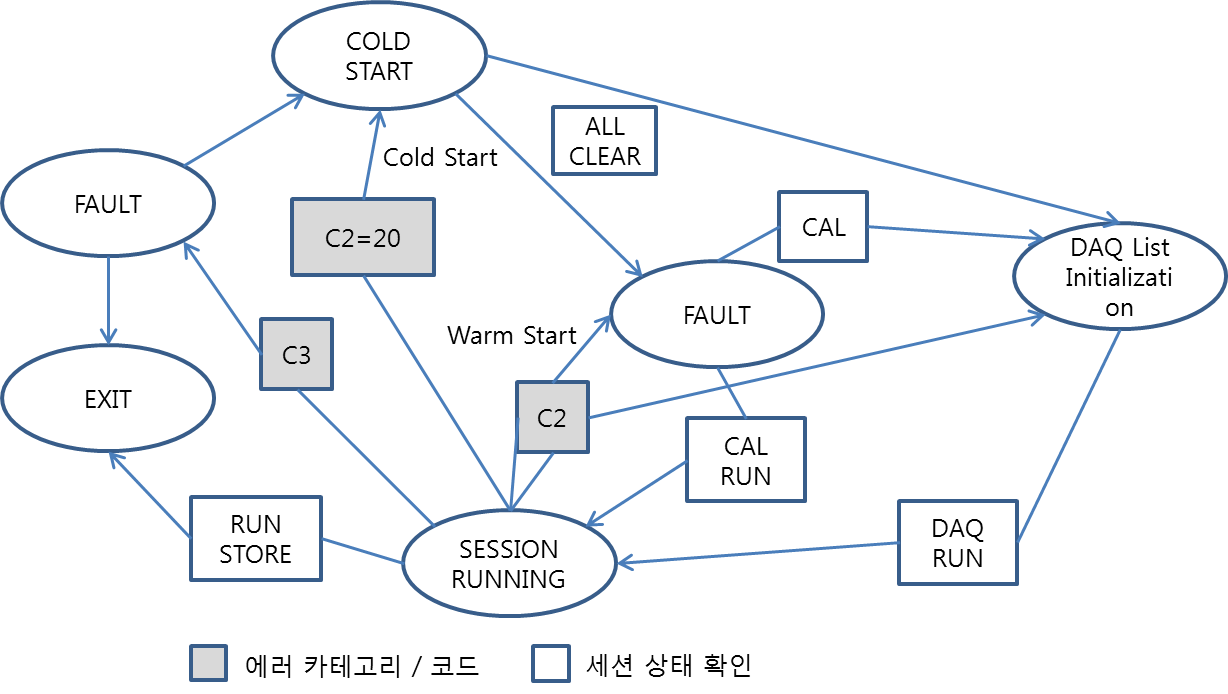 COLD
START
ALL
CLEAR
Cold Start
FAULT
C2=20
CAL
DAQ List
Initializati
on
FAULT
Warm Start
C3
EXIT
C2
CAL
RUN
RUN
STORE
SESSION
RUNNING
DAQ
RUN
에러 카테고리 / 코드
세션 상태 확인